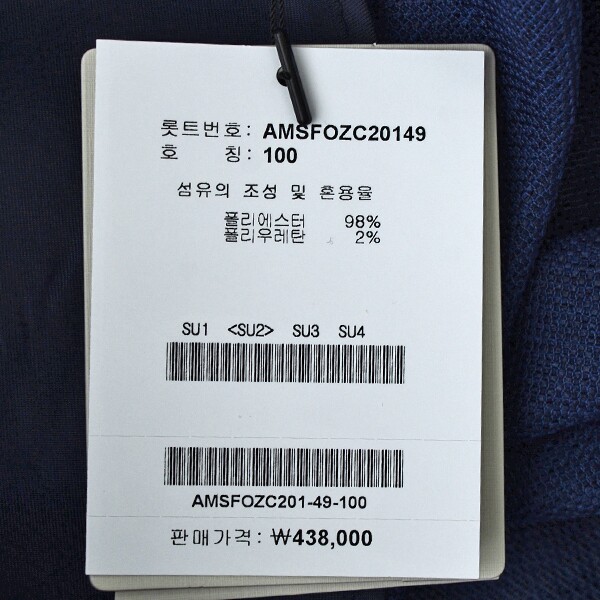 롯트번호: AMSFOZC20149
호 칭: 100
섬유의 조성 및 혼용율
폴리에스터 98%
폴리우레탄 2%
SU1 <SU2> SU3 SU4
AMSFOZC201-49-100
판매가격: ₩438,000